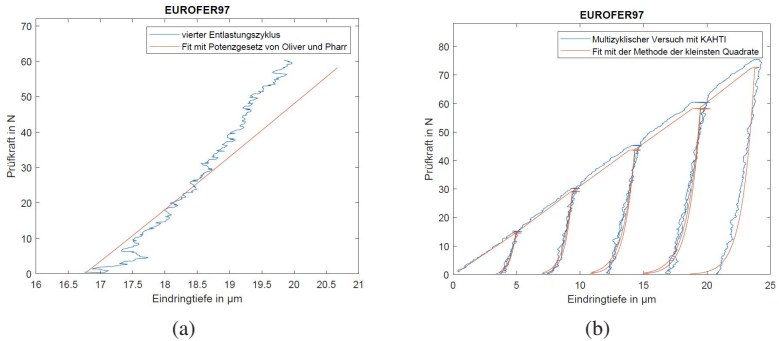 EUROFER97
vierter Entlastungszyklus
Fit mit Potenzgesetz von Oliver und Pharr
Prüfkraft in N
70
60
50
40
30
20
10
0
16 16.5 17 17.5 18 18.5 19 19.5 20 20.5 21
Eindringtiefe in µm
(a)
EUROFER97
Multizyklischer Versuch mit KAHTI
Fit mit der Methode der kleinsten Quadrate
Prüfkraft in N
80
70
60
50
40
30
20
10
0
0 5 10 15 20 25
Eindringtiefe in µm
(b)